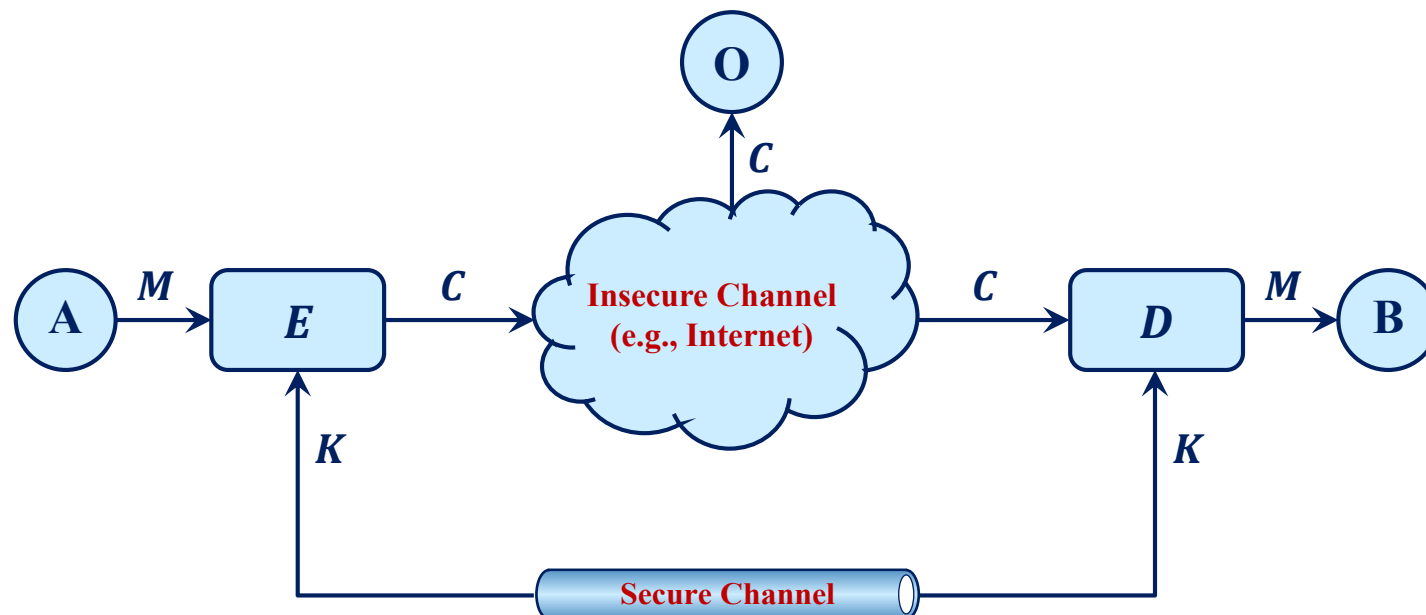 O
C
A
M
E
C
Insecure Channel
(e.g., Internet)
C
D
M
B
K
K
Secure Channel